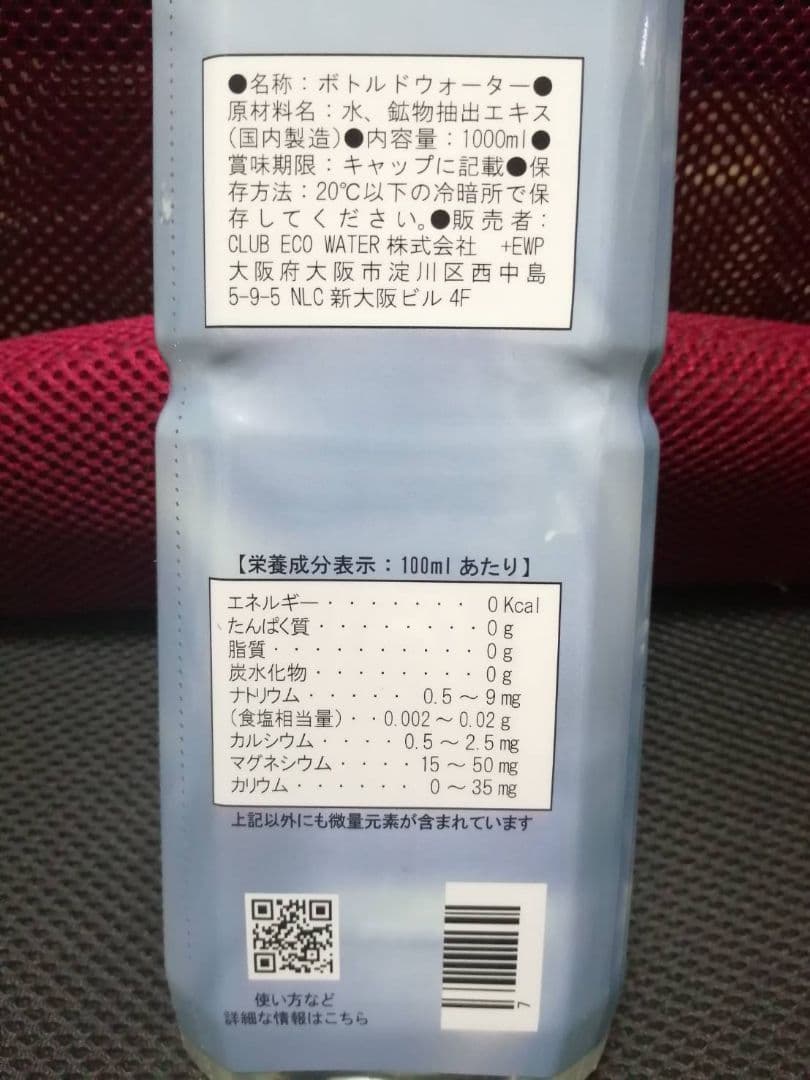 ●名称：ボトルドウォーター●
原材料名：水、鉱物抽出エキス
(国内製造)●内容量：1000ml●
賞味期限：キャップに記載●保
存方法：20℃以下の冷暗所で保
存してください。●販売者：
CLUB ECO WATER 株式会社　+EWP
大阪府大阪市淀川区西中島
5-9-5 NLC 新大阪ビル 4F
【栄養成分表示：100ml あたり】
エネルギー・・・・・・・ 0 Kcal
たんぱく質・・・・・・・・ 0 g
脂質・・・・・・・・・・ 0 g
炭水化物・・・・・・・・ 0 g
ナトリウム・・・・・ 0.5～9 mg
(食塩相当量)・・0.002～0.02 g
カルシウム・・・・ 0.5～2.5 mg
マグネシウム・・・・ 15～50 mg
カリウム・・・・・・ 0～35 mg
上記以外にも微量元素が含まれています
7
使い方など
詳細な情報はこちら